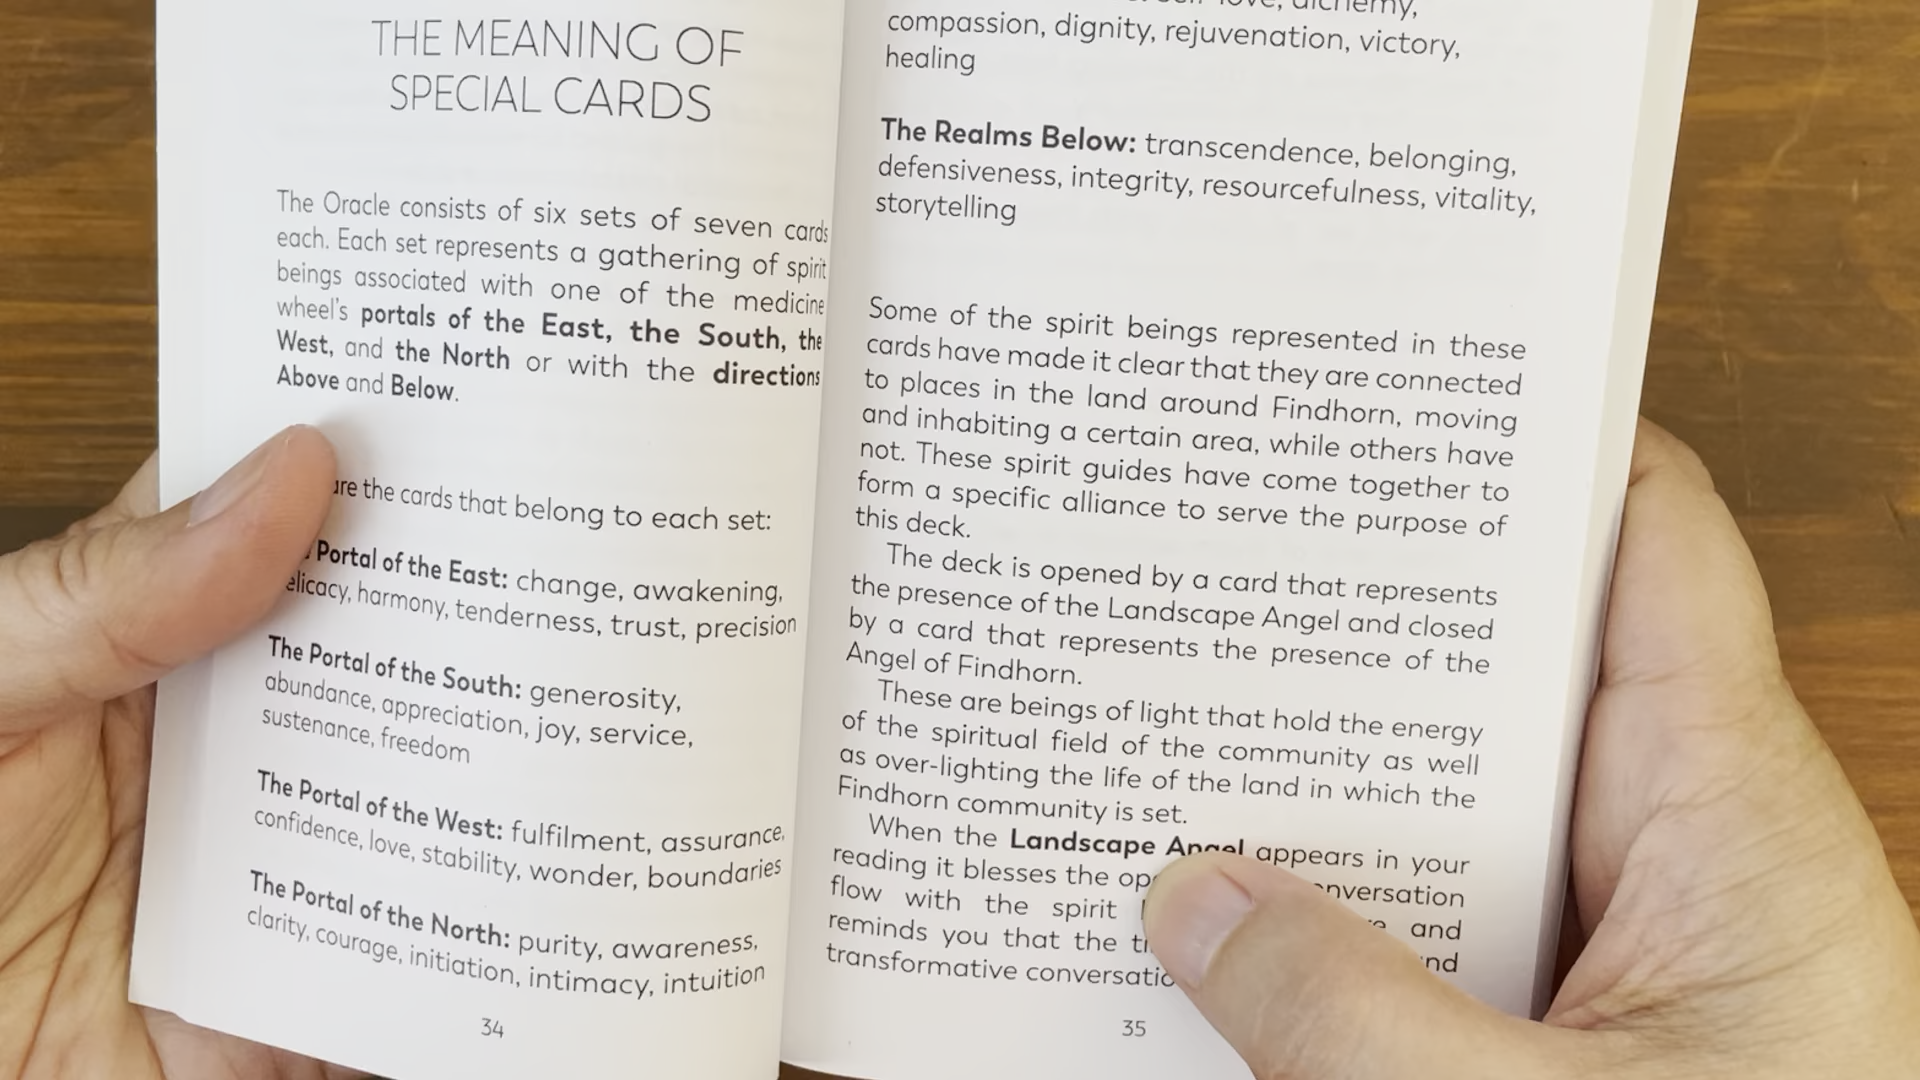 THE MEANING OF
SPECIAL CARDS
The Oracle consists of six sets of seven cards
each. Each set represents a gathering of spirit
beings associated with one of the medicine
wheel's portals of the East, the South, the
West, and the North or with the directions
Above and Below.
are the cards that belong to each set:
Portal of the East: change, awakening,
harmony, tenderness, trust, precision
The Portal of the South: generosity,
abundance, appreciation, joy, service,
sustenance, freedom
The Portal of the West: fulfilment, assurance,
confidence, love, stability, wonder, boundaries
The Portal of the North: purity, awareness,
clarity, courage, initiation, intimacy, intuition
34
alchemy,
compassion, dignity, rejuvenation, victory,
healing
The Realms Below: transcendence, belonging,
defensiveness, integrity, resourcefulness, vitality,
storytelling
Some of the spirit beings represented in these
cards have made it clear that they are connected
to places in the land around Findhorn, moving
and inhabiting a certain area, while others have
not. These spirit guides have come together to
form a specific alliance to serve the purpose of
this deck.
The deck is opened by a card that represents
the presence of the Landscape Angel and closed
by a card that represents the presence of the
Angel of Findhorn.
These are beings of light that hold the energy
of the spiritual field of the community as well
as over-lighting the life of the land in which the
Findhorn community is set.
When the Landscape Angel appears in your
reading it blesses the
flow with the spirit and
reminds you that the
transformative
35